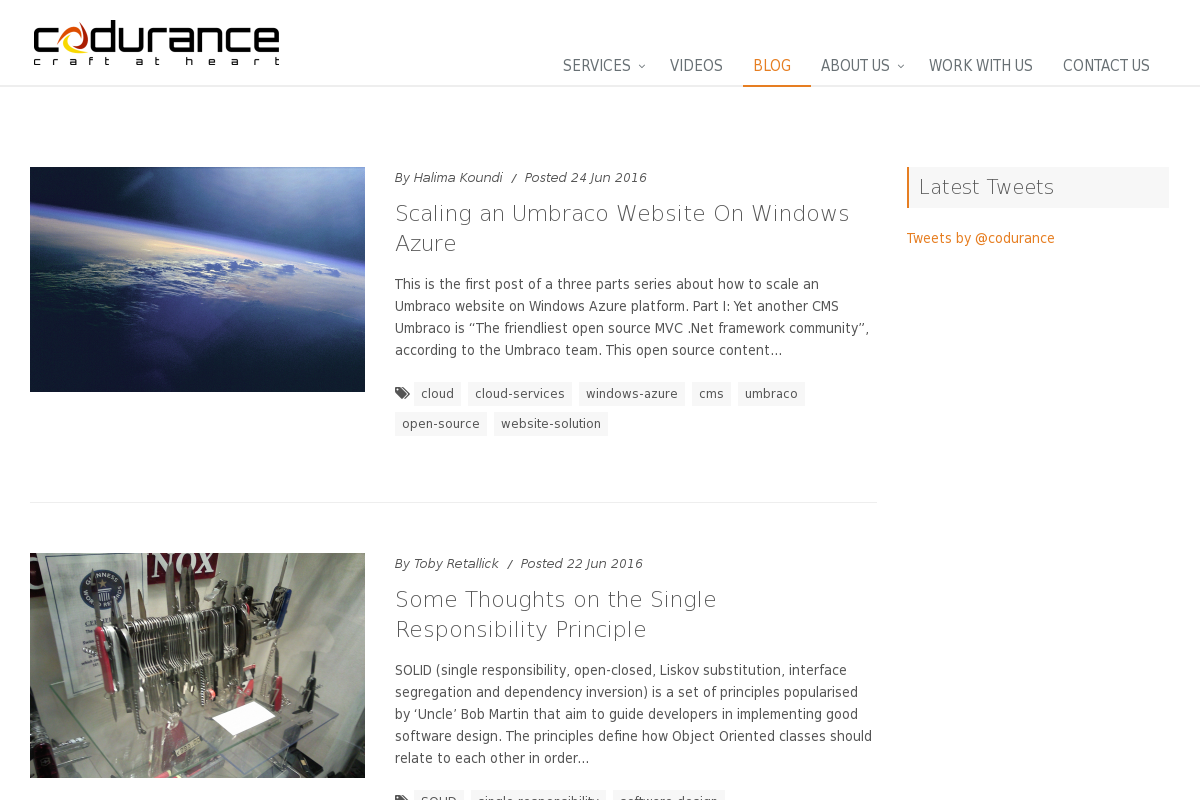 codurance
craft at heart
SERVICES
VIDEOS
BLOG
ABOUT US
WORK WITH US
CONTACT US
By Halima Koundi / Posted 24 Jun 2016
Scaling an Umbraco Website On Windows
Azure
This is the first post of a three parts series about how to scale an
Umbraco website on Windows Azure platform. Part I: Yet another CMS
Umbraco is “The friendliest open source MVC .Net framework community”,
according to the Umbraco team. This open source content...
cloud cloud-services windows-azure cms umbraco
open-source website-solution
Latest Tweets
Tweets by @codurance
NOX
GUINNESS
By Toby Retallick / Posted 22 Jun 2016
Some Thoughts on the Single
Responsibility Principle
SOLID (single responsibility, open-closed, Liskov substitution, interface
segregation and dependency inversion) is a set of principles popularised
by ‘Uncle’ Bob Martin that aim to guide developers in implementing good
software design. The principles define how Object Oriented classes should
relate to each other in order...
SOLID single-responsibility software-design